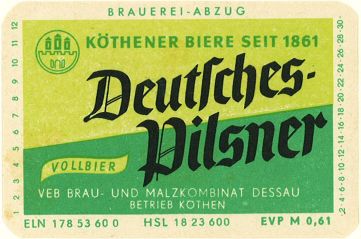 BRAUEREI-ABZUG
KÖTHENER BIERE SEIT 1861
Deutſches-
Pilsner
VOLLBIER
VEB BRAU- UND MALZKOMBINAT DESSAU
BETRIEB KÖTHEN
ELN 178 53 60 0 HSL 18 23 600 EVP M 0,61
1 2 3 4 5 6 7 8 9 10 11 12
2-4-6-8-10-12-14-16-18-20-22-24-26-28-30